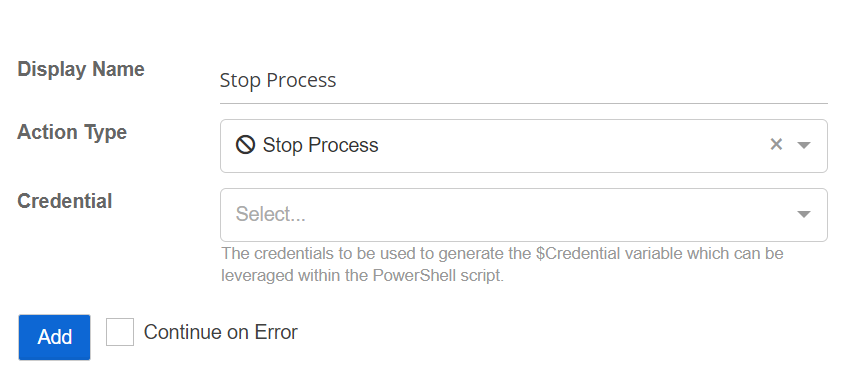 Display Name
Stop Process
Action Type
Stop Process
Credential
Select...
The credentials to be used to generate the $Credential variable which can be
leveraged within the PowerShell script.
Add
Continue on Error